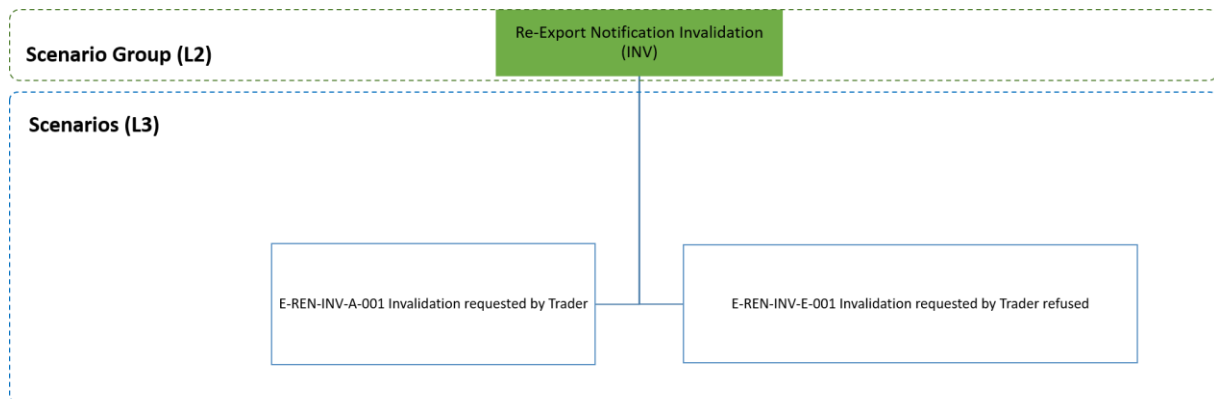 Re-Export Notification Invalidation
(INV)
Scenario Group (L2)
Scenarios (L3)
E-REN-INV-A-001 Invalidation requested by Trader
E-REN-INV-E-001 Invalidation requested by Trader refused